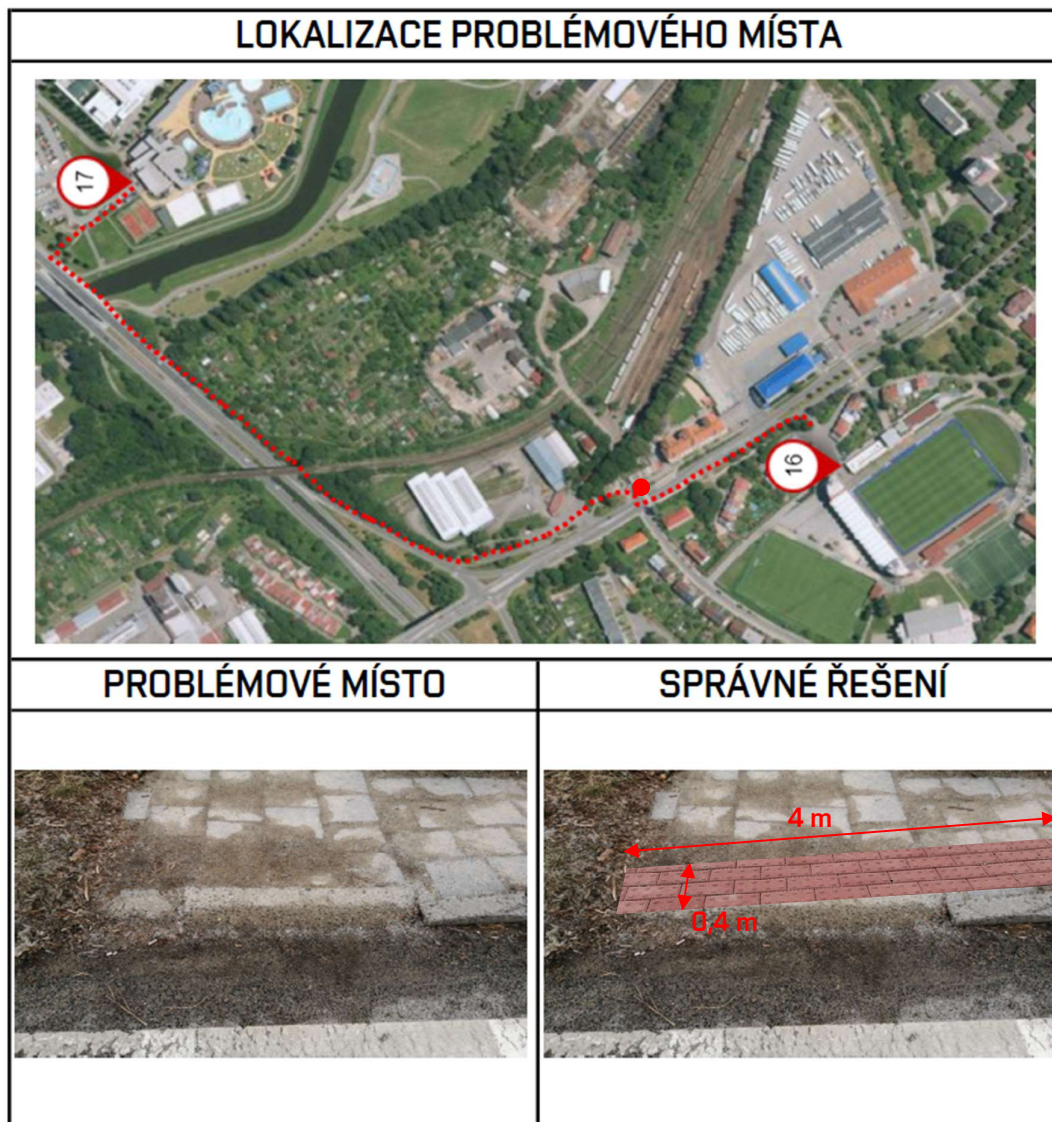 LOKALIZACE PROBLÉMOVÉHO MÍSTA
17
16
PROBLÉMOVÉ MÍSTO
SPRÁVNÉ ŘEŠENÍ
4 m
0,4 m